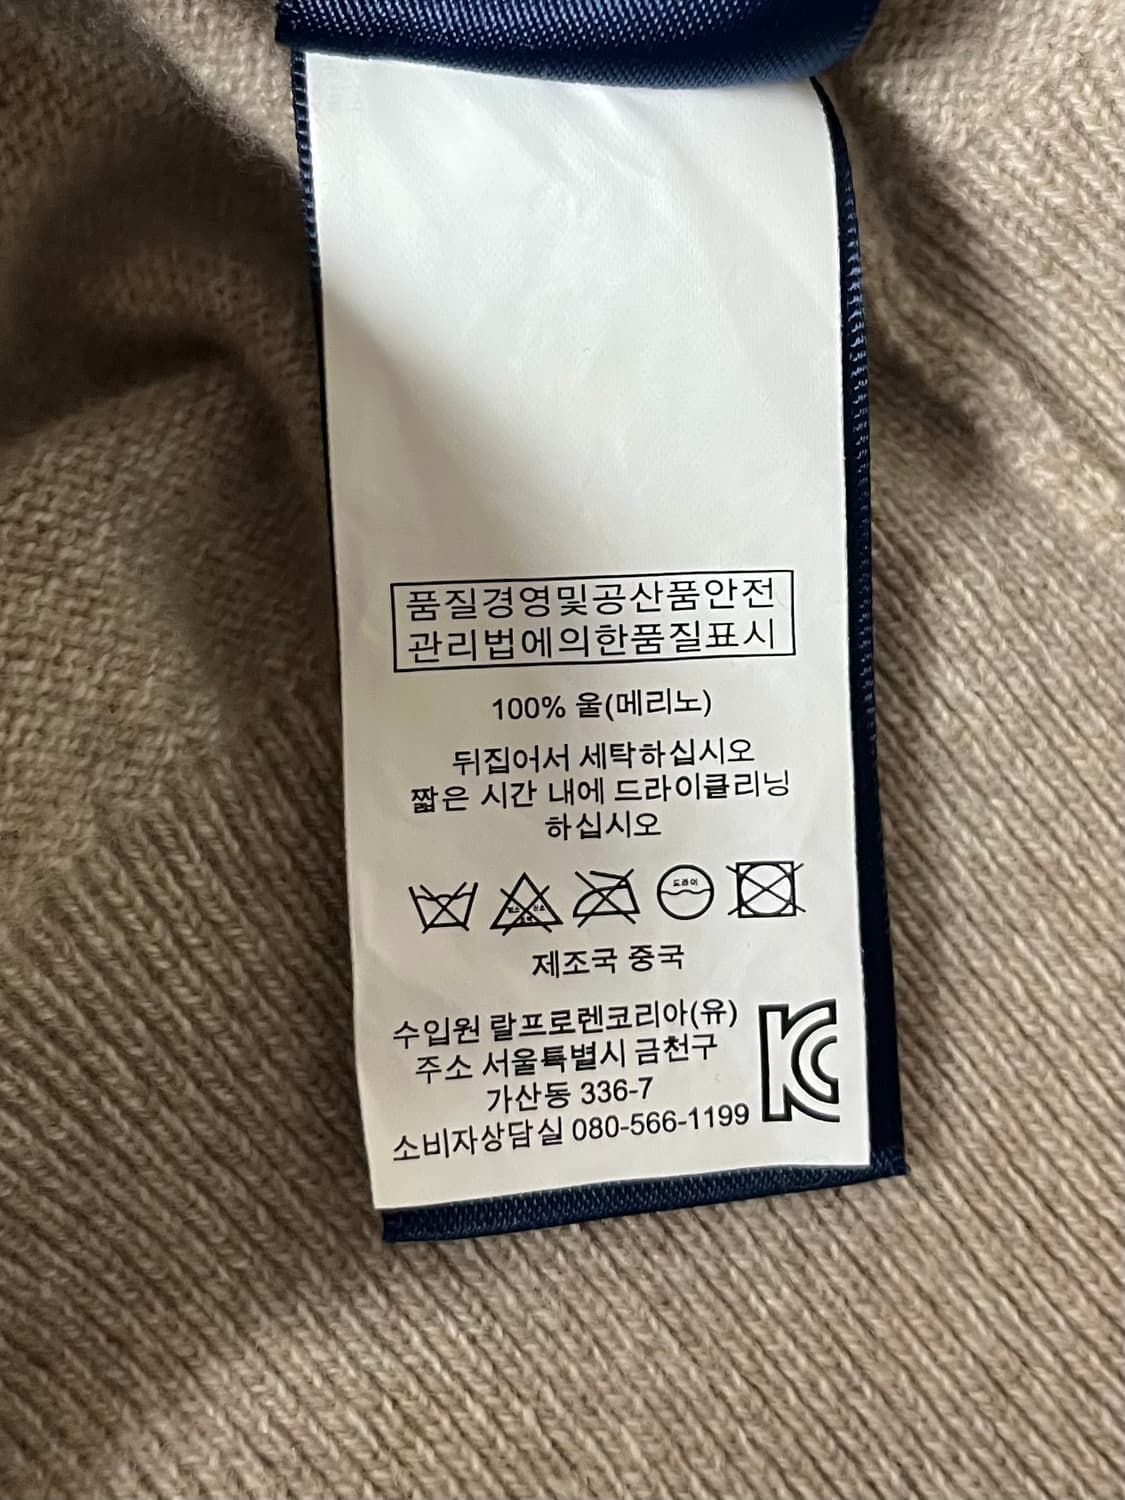 품질경영및공산품안전
관리법에의한품질표시
100% 울(메리노)
뒤집어서 세탁하십시오
짧은 시간 내에 드라이클리닝
하십시오
드라이
제조국 중국
수입원 랄프로렌코리아(유)
주소 서울특별시 금천구
가산동 336-7
소비자상담실 080-566-1199
KC